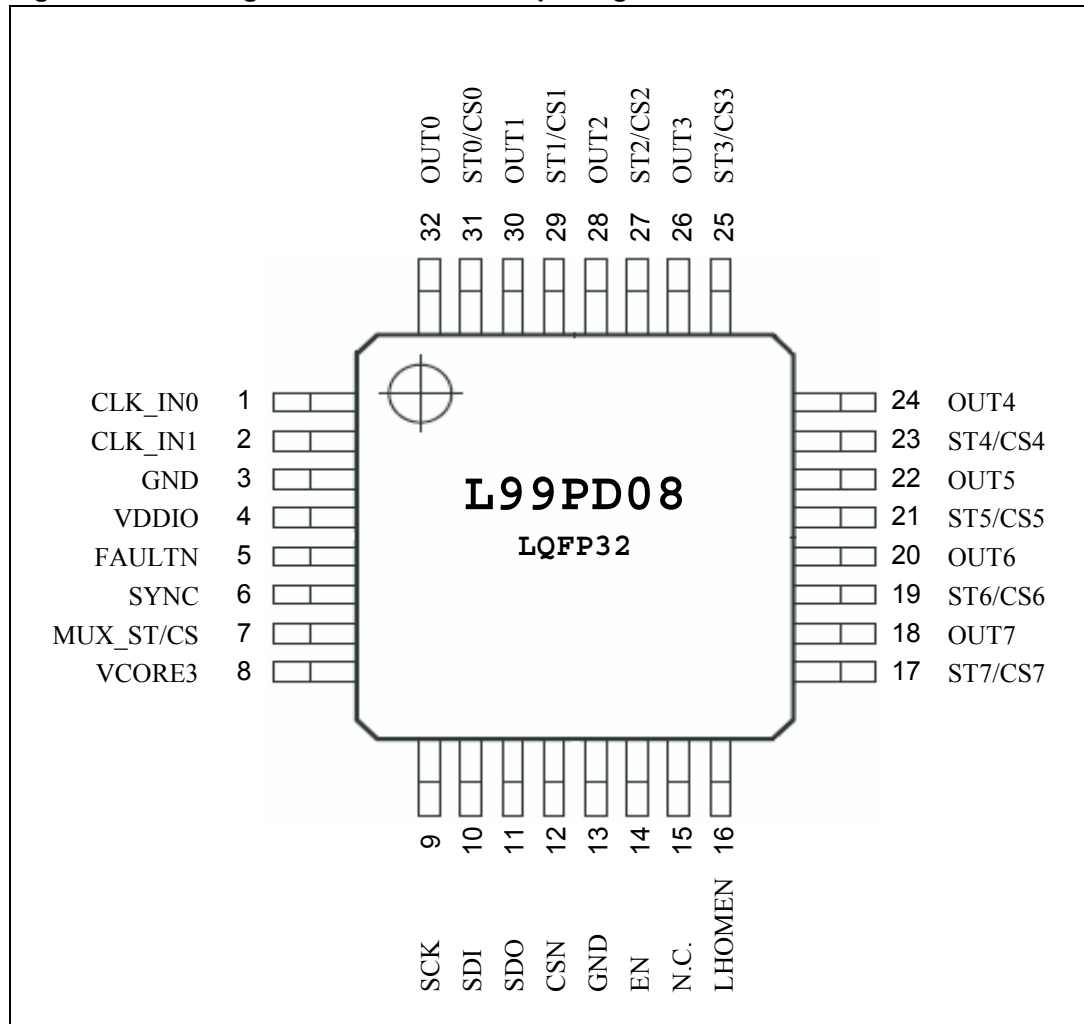 OUT0
ST0/CS0
OUT1
ST1/CS1
OUT2
ST2/CS2
OUT3
ST3/CS3
32
31
30
29
28
27
26
25
CLK_IN0 1
CLK_IN1 2
GND 3
VDDIO 4
FAULTN 5
SYNC 6
MUX_ST/CS 7
VCORE3 8
L99PD08
LQFP32
24 OUT4
23 ST4/CS4
22 OUT5
21 ST5/CS5
20 OUT6
19 ST6/CS6
18 OUT7
17 ST7/CS7
9
10
11
12
13
14
15
16
SCK
SDI
SDO
CSN
GND
EN
N.C.
LHOMEN